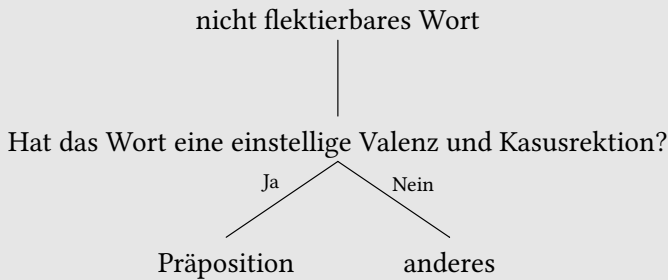 nicht flektierbares Wort
Hat das Wort eine einstellige Valenz und Kasusrektion?
Ja
Nein
Präposition
anderes